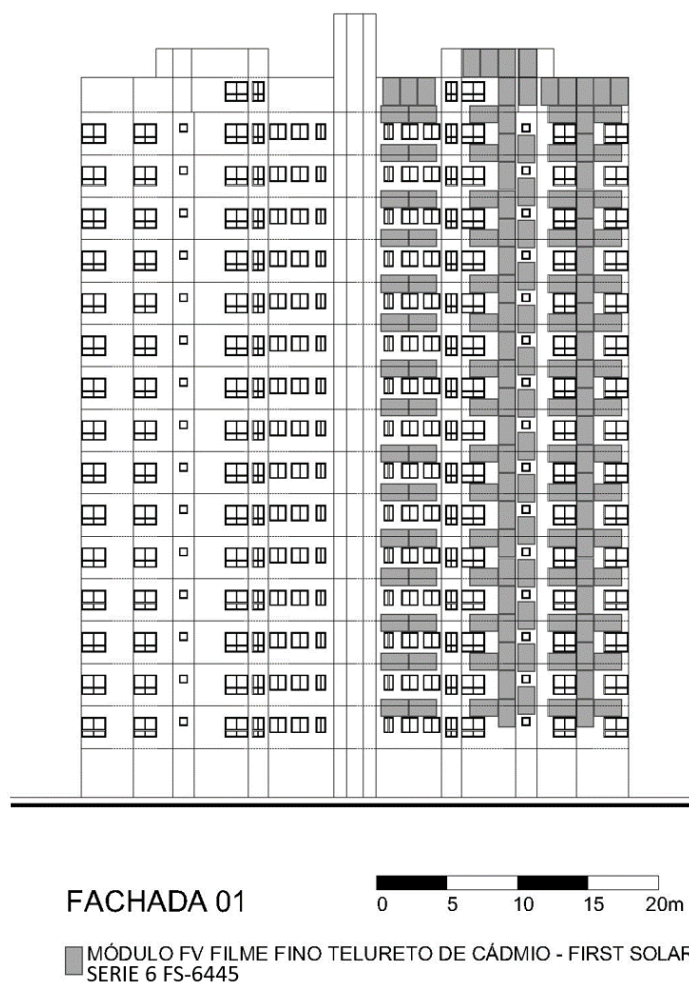 FACHADA 01
0 5 10 15 20m
MÓDULO FV FILME FINO TELURETO DE CÁDMIO - FIRST SOLAR
SERIE 6 FS-6445